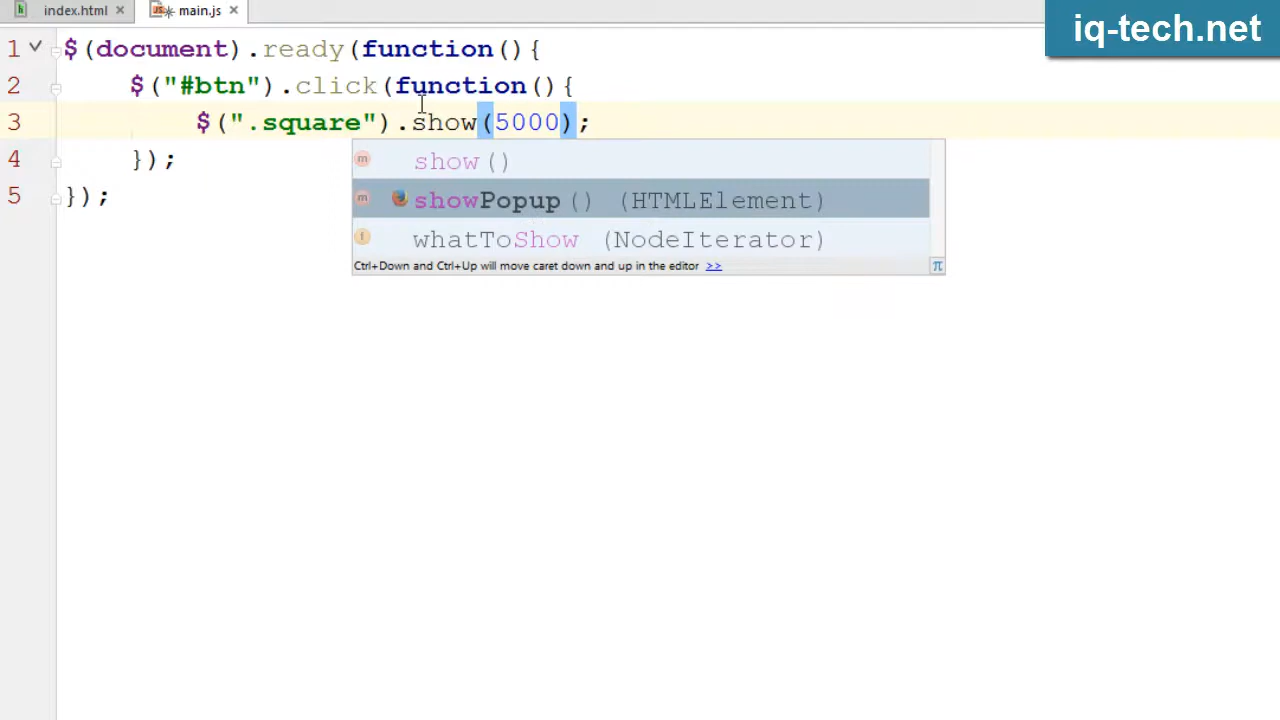 index.html
main.js
iq-tech.net
1 $(document).ready(function(){
2 $("#btn").click(function(){
3 $(".square").show(5000);
4 });
5 });
m show()
m showPopup() (HTMLElement)
f whatToShow (NodeIterator)
Ctrl+Down and Ctrl+Up will move caret down and up in the editor >>
π